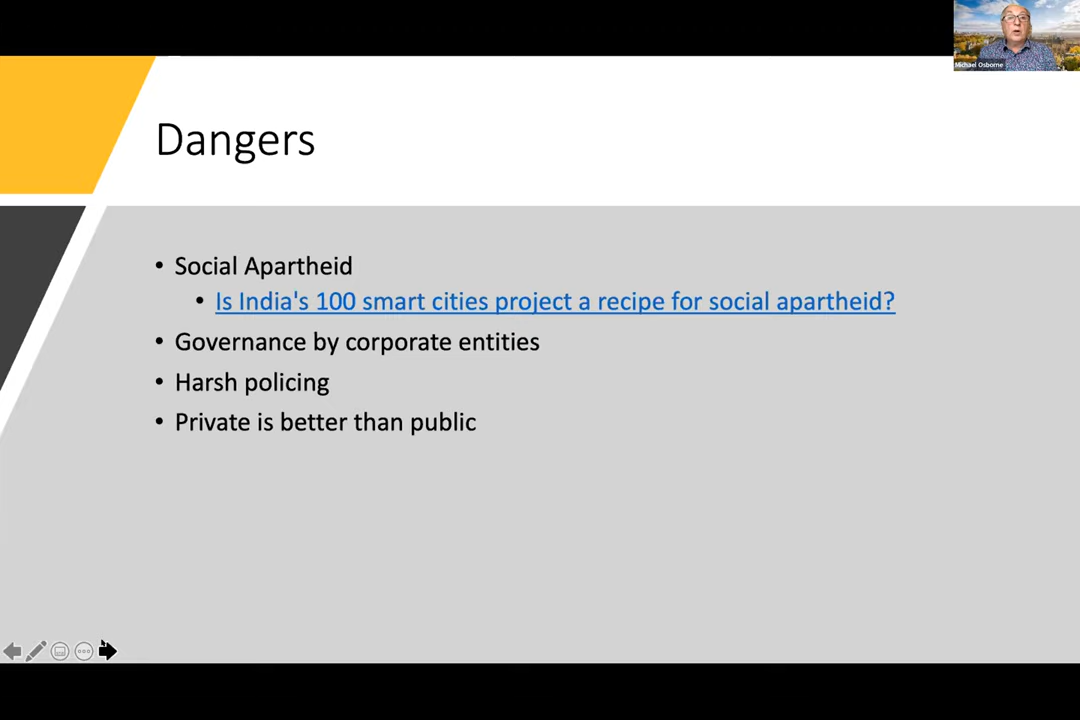 Michael Osborne
Dangers
• Social Apartheid
• Is India's 100 smart cities project a recipe for social apartheid?
• Governance by corporate entities
• Harsh policing
• Private is better than public